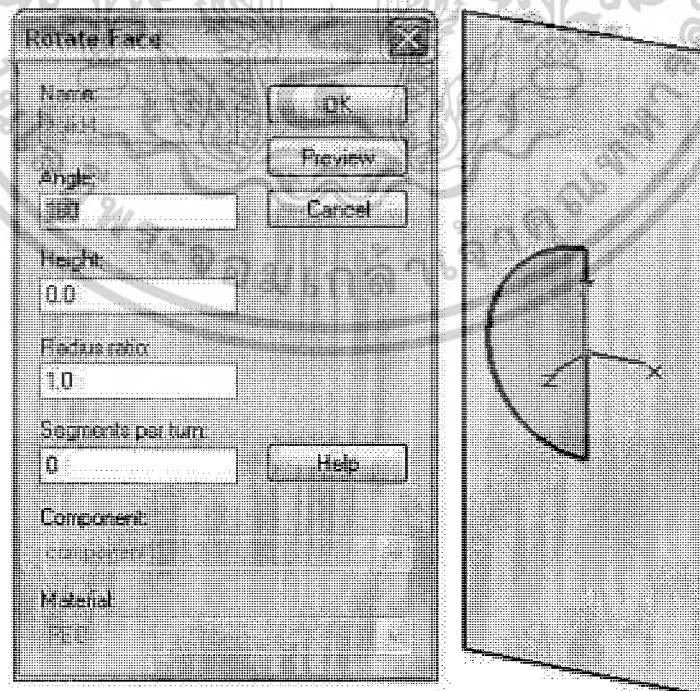 Rotate Face
Name:
OK
Preview
Angle:
Cancel
Height:
0.0
Radius ratio:
1.0
Segments per turn:
0
Help
Component:
Material:
PEC
Z
X